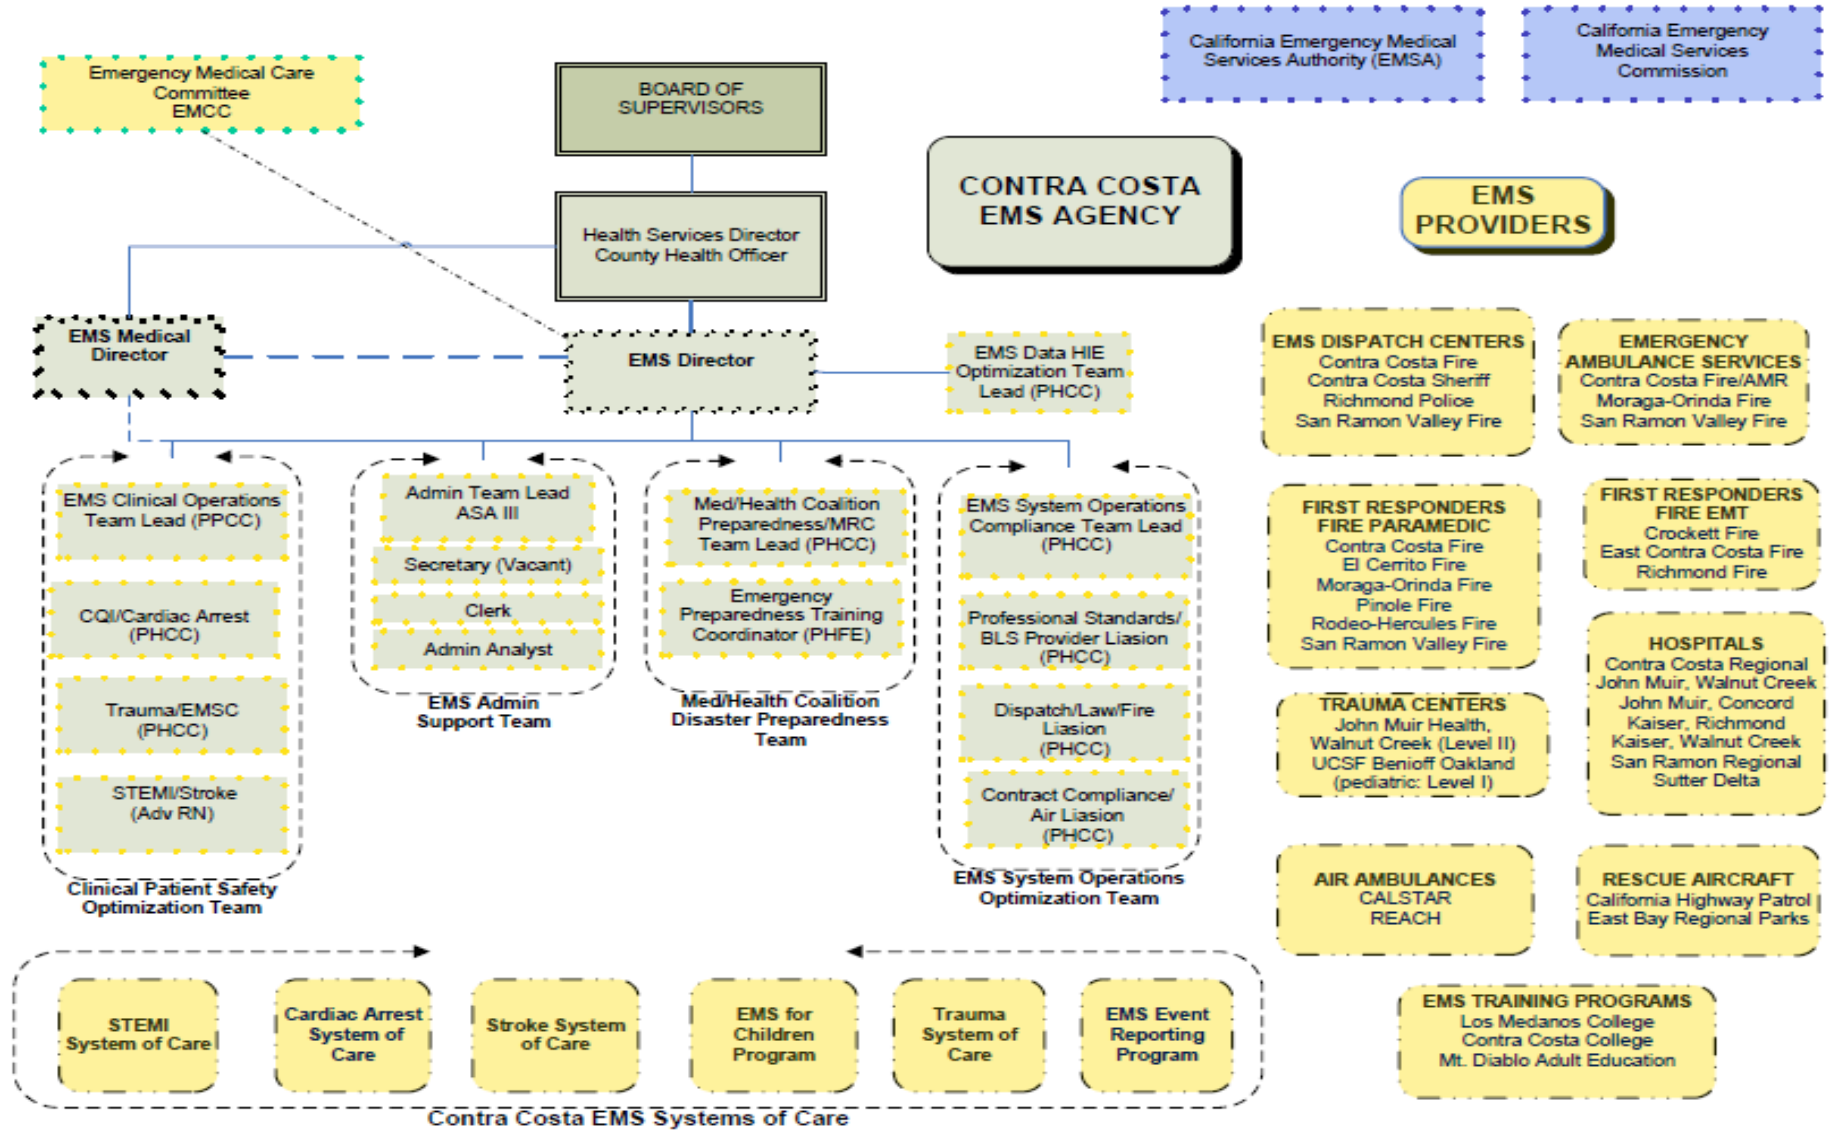 Emergency Medical Care
Committee
EMCC
BOARD OF
SUPERVISORS
California Emergency Medical
Services Authority (EMSA)
California Emergency
Medical Services
Commission
CONTRA COSTA
EMS AGENCY
EMS
PROVIDERS
Health Services Director
County Health Officer
EMS Medical
Director
EMS Director
EMS Data HIE
Optimization Team
Lead (PHCC)
EMS Clinical Operations
Team Lead (PPCC)
CQI/Cardiac Arrest
(PHCC)
Trauma/EMSC
(PHCC)
STEMI/Stroke
(Adv RN)
Clinical Patient Safety
Optimization Team
Admin Team Lead
ASA III
Secretary (Vacant)
Clerk
Admin Analyst
EMS Admin
Support Team
Med/Health Coalition
Preparedness/MRC
Team Lead (PHCC)
Emergency
Preparedness Training
Coordinator (PHFE)
Med/Health Coalition
Disaster Preparedness
Team
EMS System Operations
Compliance Team Lead
(PHCC)
Professional Standards/
BLS Provider Liasion
(PHCC)
Dispatch/Law/Fire
Liasion
(PHCC)
Contract Compliance/
Air Liasion
(PHCC)
EMS System Operations
Optimization Team
EMS DISPATCH CENTERS
Contra Costa Fire
Contra Costa Sheriff
Richmond Police
San Ramon Valley Fire
EMERGENCY
AMBULANCE SERVICES
Contra Costa Fire/AMR
Moraga-Orinda Fire
San Ramon Valley Fire
FIRST RESPONDERS
FIRE PARAMEDIC
Contra Costa Fire
El Cerrito Fire
Moraga-Orinda Fire
Pinole Fire
Rodeo-Hercules Fire
San Ramon Valley Fire
FIRST RESPONDERS
FIRE EMT
Crockett Fire
East Contra Costa Fire
Richmond Fire
HOSPITALS
Contra Costa Regional
John Muir, Walnut Creek
John Muir, Concord
Kaiser, Richmond
Kaiser, Walnut Creek
San Ramon Regional
Sutter Delta
TRAUMA CENTERS
John Muir Health,
Walnut Creek (Level II)
UCSF Benioff Oakland
(pediatric: Level I)
AIR AMBULANCES
CALSTAR
REACH
RESCUE AIRCRAFT
California Highway Patrol
East Bay Regional Parks
EMS TRAINING PROGRAMS
Los Medanos College
Contra Costa College
Mt. Diablo Adult Education
STEMI
System of Care
Cardiac Arrest
System of
Care
Stroke System
of Care
EMS for
Children
Program
Trauma
System of
Care
EMS Event
Reporting
Program
Contra Costa EMS Systems of Care